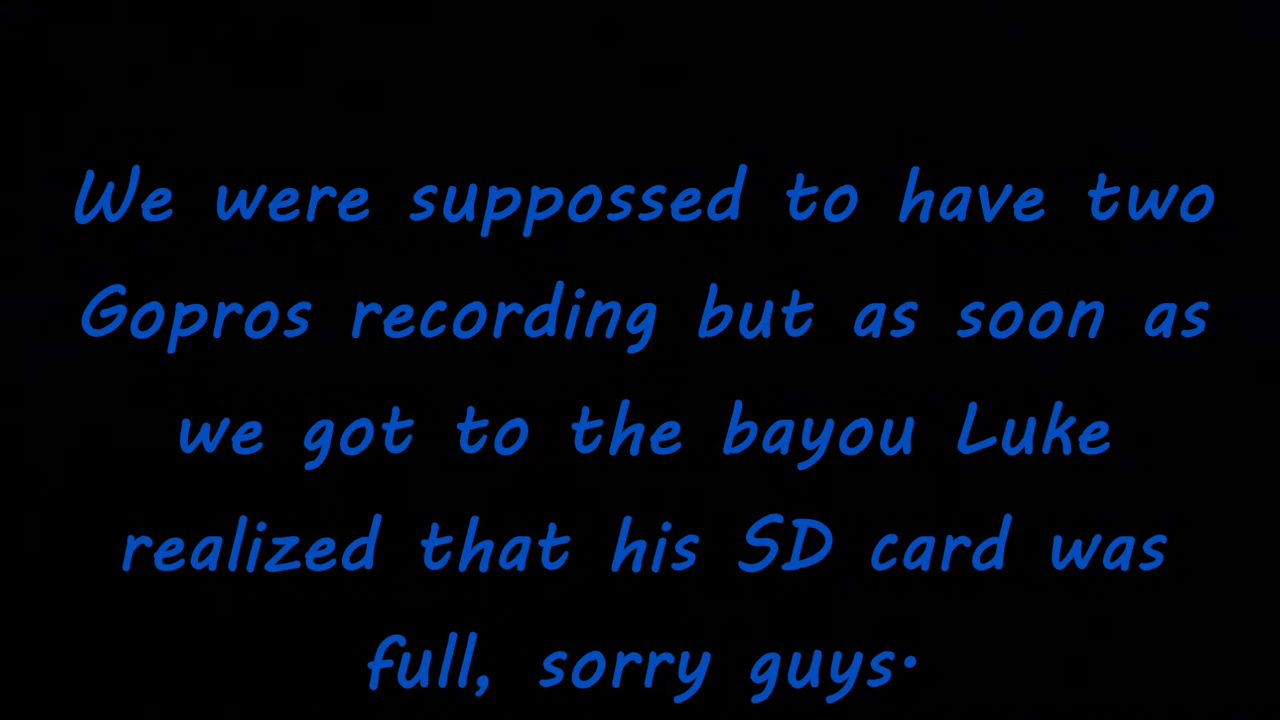 We were suppossed to have two
Gopros recording but as soon as
we got to the bayou Luke
realized that his SD card was
full, sorry guys.